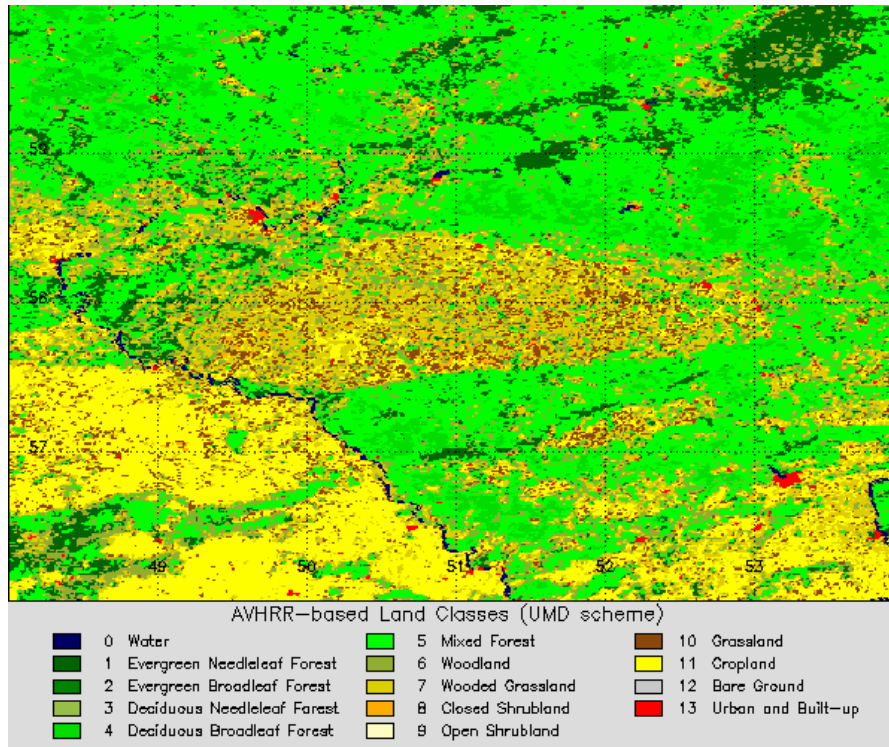 59
58
57
49 50 51 52 53
AVHRR-based Land Classes (UMD scheme)
0 Water
1 Evergreen Needleleaf Forest
2 Evergreen Broadleaf Forest
3 Deciduous Needleleaf Forest
4 Deciduous Broadleaf Forest
5 Mixed Forest
6 Woodland
7 Wooded Grassland
8 Closed Shrubland
9 Open Shrubland
10 Grassland
11 Cropland
12 Bare Ground
13 Urban and Built-up